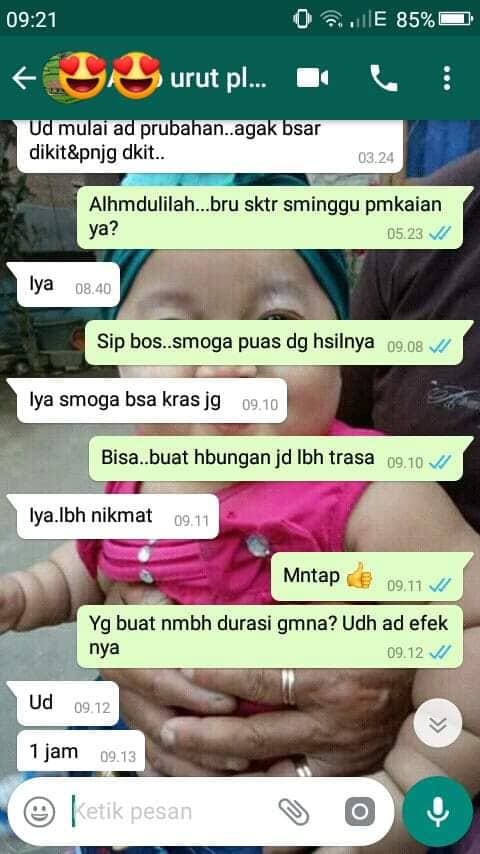 09:21
E 85%
urut pl...
Ud mulai ad prubahan..agak bsar
dikit&pnjg dkit..
03.24
Alhmdulilah...bru sktr sminggu pmkaian
ya?
05.23
Iya 08.40
Sip bos..smoga puas dg hsilnya 09.08
Iya smoga bsa kras jg 09.10
Bisa..buat hbungan jd lbh trasa 09.10
Iya.lbh nikmat 09.11
Mntap 👍 09.11
Yg buat nmbh durasi gmna? Udh ad efek
nya
09.12
Ud 09.12
1 jam 09.13
Ketik pesan